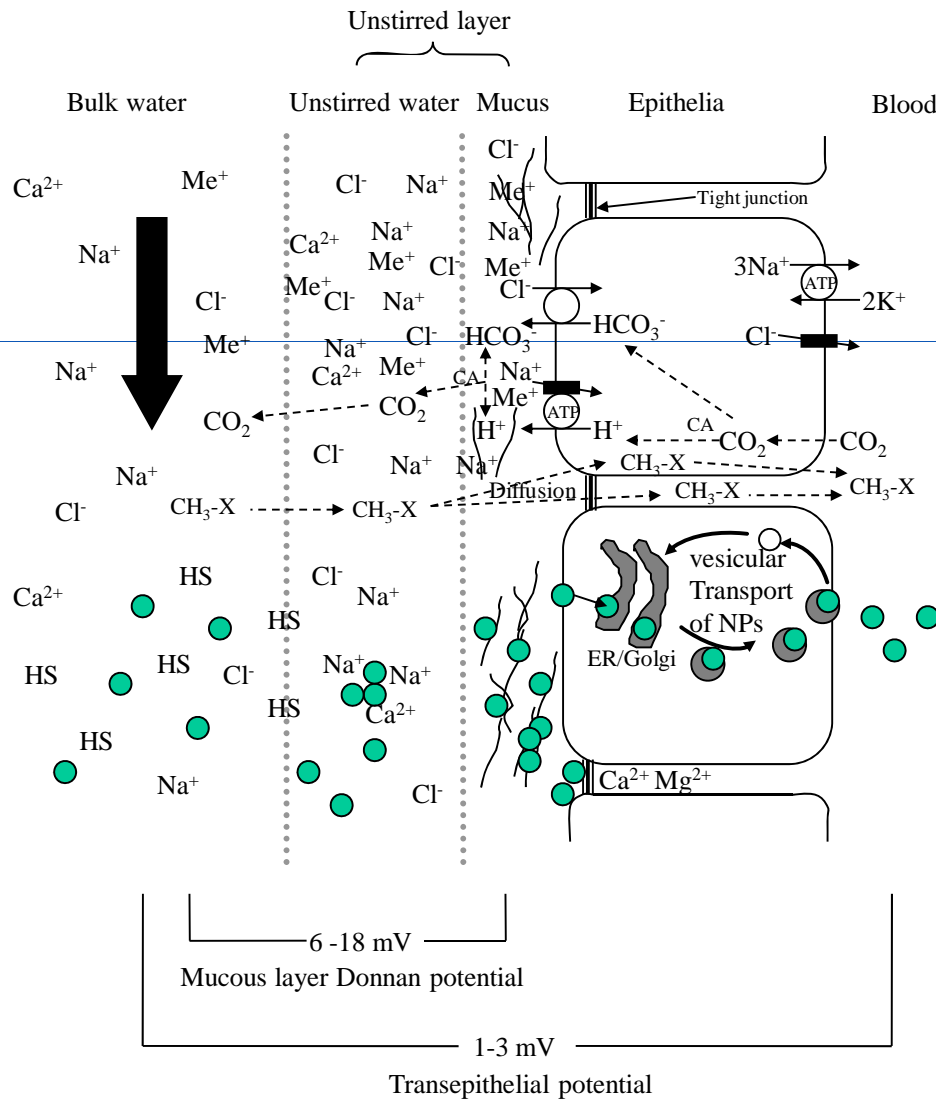 Unstirred layer
Bulk water
Unstirred water
Mucus
Epithelia
Blood
Cl⁻
Ca²⁺
Me⁺
Cl⁻
Na⁺
Me⁺
Tight junction
Na⁺
Ca²⁺
Na⁺
Me⁺
Cl⁻
Na⁺
Me⁺
3Na⁺
ATP
2K⁺
Me⁺
Cl⁻
Cl⁻
Na⁺
Cl⁻
HCO₃⁻
HCO₃⁻
Cl⁻
Me⁺
Na⁺
Cl⁻
Na⁺
Ca²⁺
Me⁺
CA
Na⁺
Me⁺
ATP
CO₂
CO₂
H⁺
H⁺
CA
CO₂
CO₂
Cl⁻
Na⁺
Na⁺
Na⁺
CH₃-X
CH₃-X
Diffusion
CH₃-X
CH₃-X
CH₃-X
Cl⁻
HS
Cl⁻
Na⁺
Ca²⁺
HS
vesicular
Transport
of NPs
ER/Golgi
HS
HS
Cl⁻
HS
Na⁺
Na⁺
Ca²⁺
HS
Na⁺
Cl⁻
Ca²⁺ Mg²⁺
6 -18 mV
Mucous layer Donnan potential
1-3 mV
Transepithelial potential